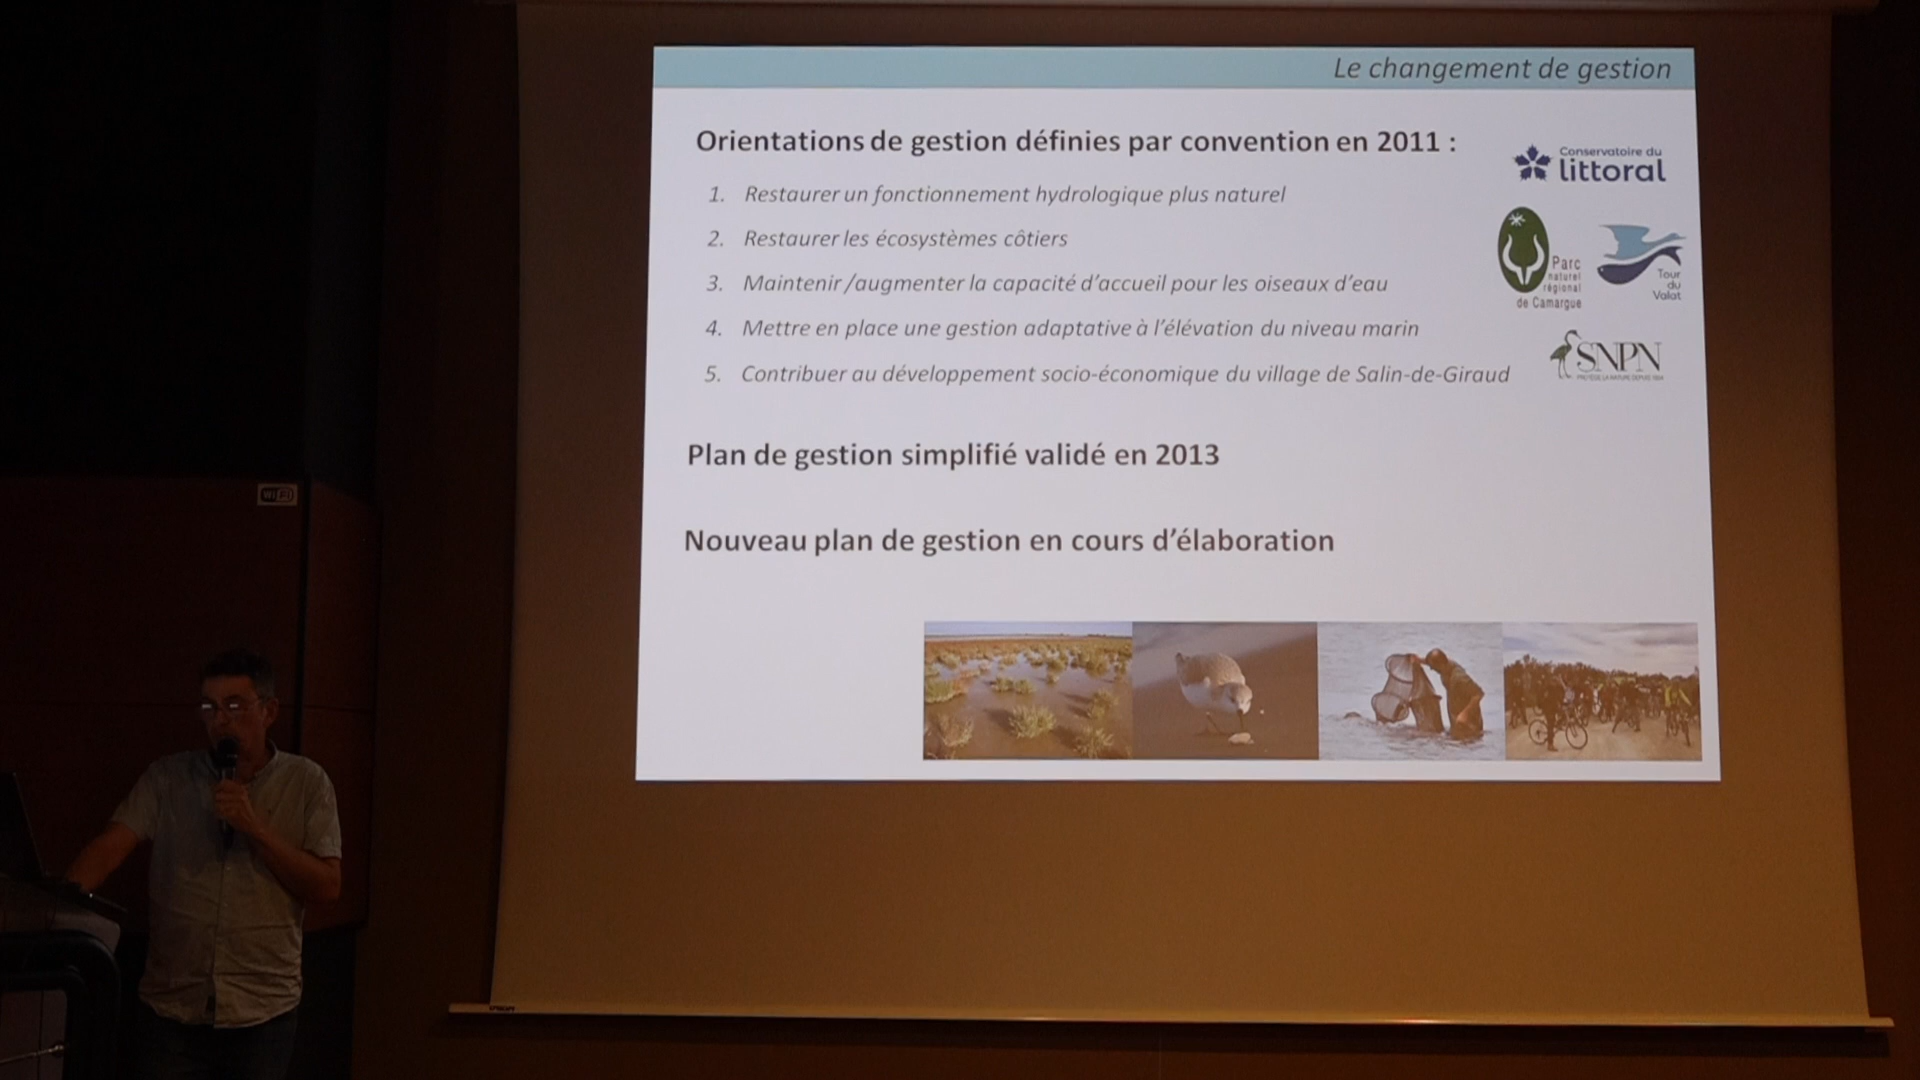 Le changement de gestion
Orientations de gestion définies par convention en 2011 :
1. Restaurer un fonctionnement hydrologique plus naturel
2. Restaurer les écosystèmes côtiers
3. Maintenir/augmenter la capacité d'accueil pour les oiseaux d'eau
4. Mettre en place une gestion adaptative à l'élévation du niveau marin
5. Contribuer au développement socio-économique du village de Salin-de-Giraud
Conservatoire du
littoral
Parc
naturel
régional
de Camargue
Tour
du
Valat
SNPN
Plan de gestion simplifié validé en 2013
Nouveau plan de gestion en cours d'élaboration
WiFi